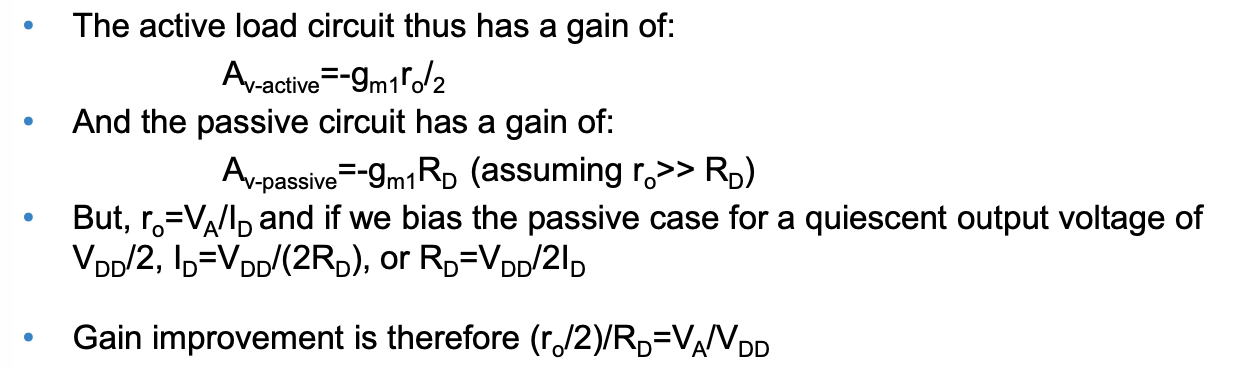 • The active load circuit thus has a gain of:
Av-active=-gm1ro/2
• And the passive circuit has a gain of:
Av-passive=-gm1RD (assuming ro>> RD)
• But, ro=VA/ID and if we bias the passive case for a quiescent output voltage of
VDD/2, ID=VDD/(2RD), or RD=VDD/2ID
• Gain improvement is therefore (ro/2)/RD=VA/VDD